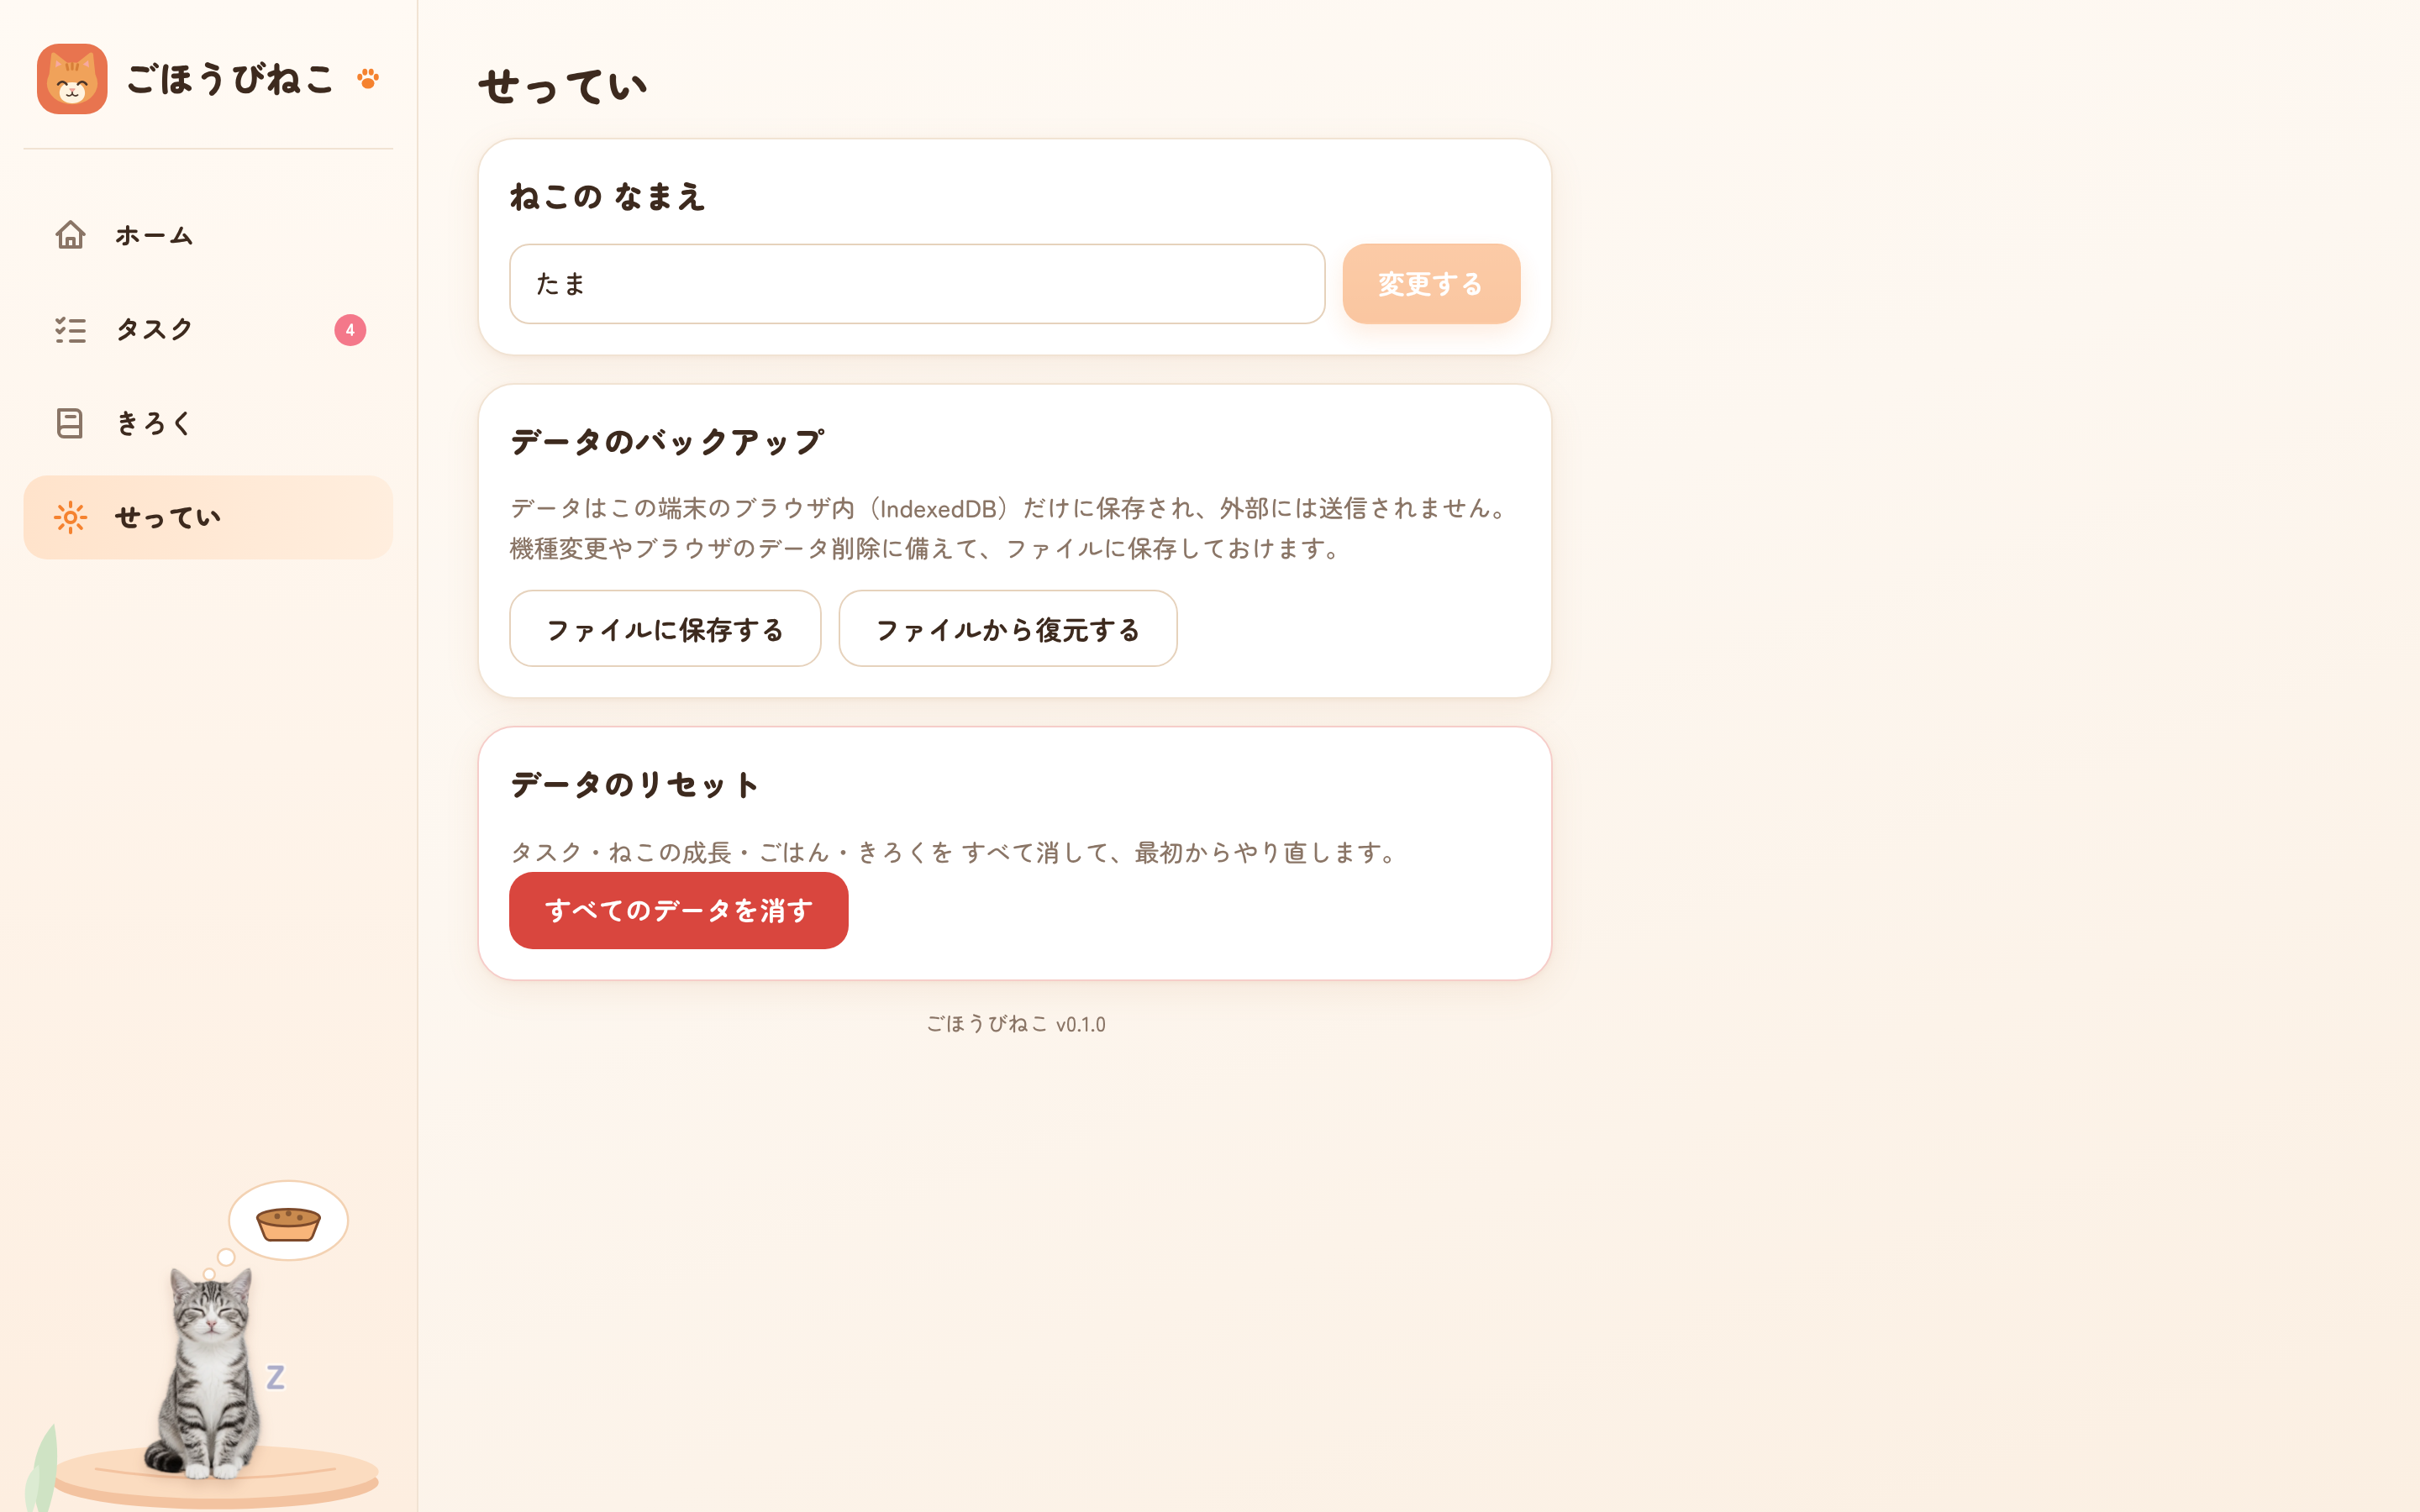 ごほうびねこ
ホーム
タスク
4
きろく
せってい
Z
せってい
ねこの なまえ
たま
変更する
データのバックアップ
データはこの端末のブラウザ内（IndexedDB）だけに保存され、外部には送信されません。
機種変更やブラウザのデータ削除に備えて、ファイルに保存しておけます。
ファイルに保存する
ファイルから復元する
データのリセット
タスク・ねこの成長・ごはん・きろくを すべて消して、最初からやり直します。
すべてのデータを消す
ごほうびねこ v0.1.0